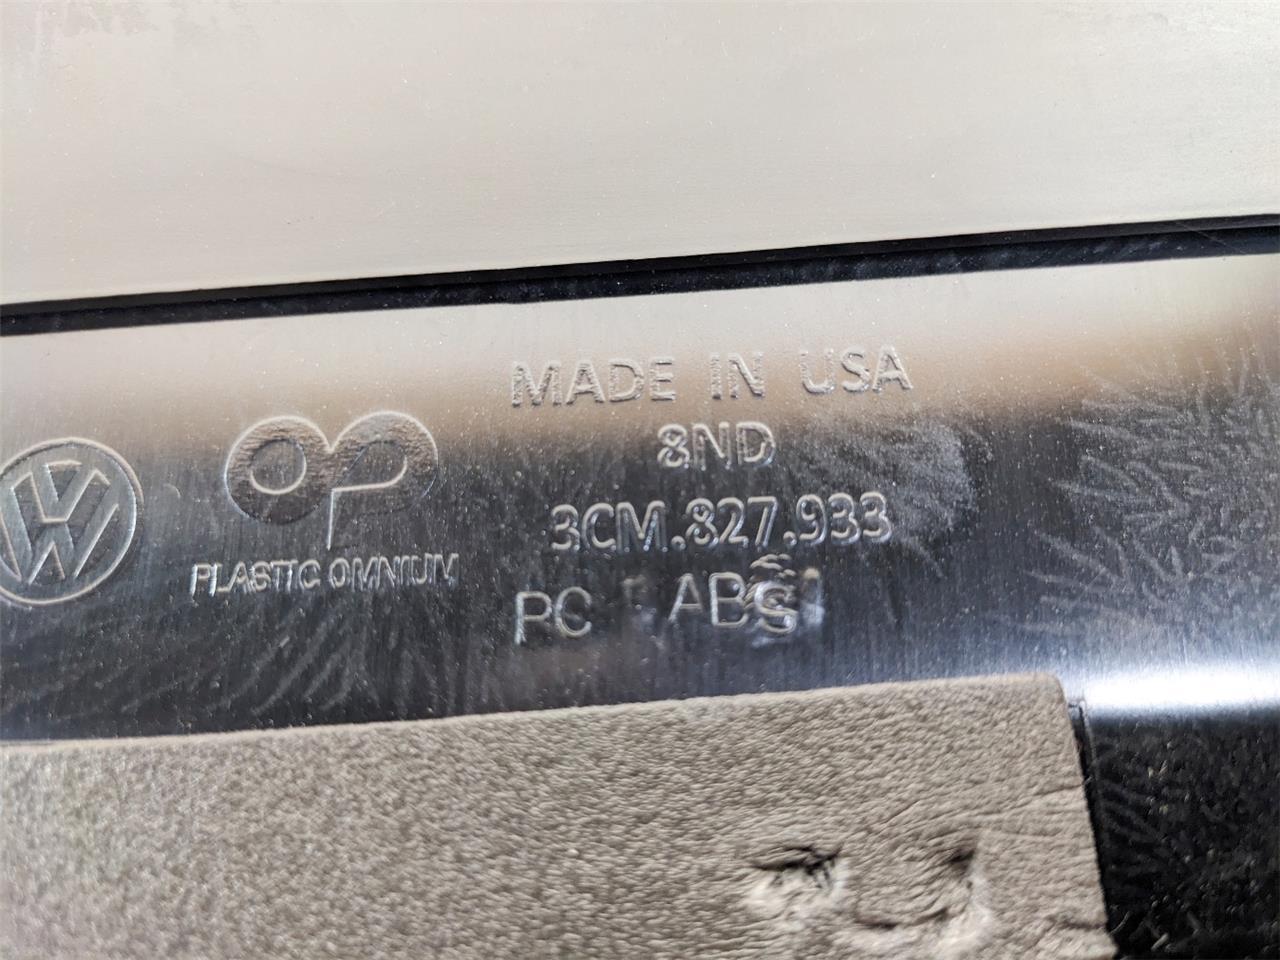 MADE IN USA
8ND
3CM.827.933
PLASTIC OMNIUM
PC ABS